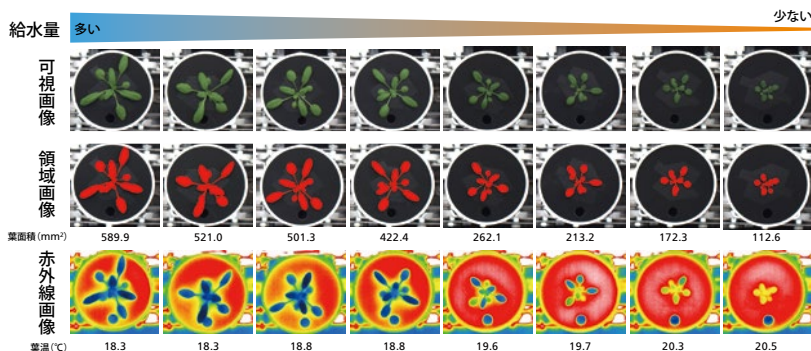 給水量 多い 少ない
可視画像
領域画像
葉面積(mm²) 589.9 521.0 501.3 422.4 262.1 213.2 172.3 112.6
赤外線画像
葉温(℃) 18.3 18.3 18.8 18.8 19.6 19.7 20.3 20.5